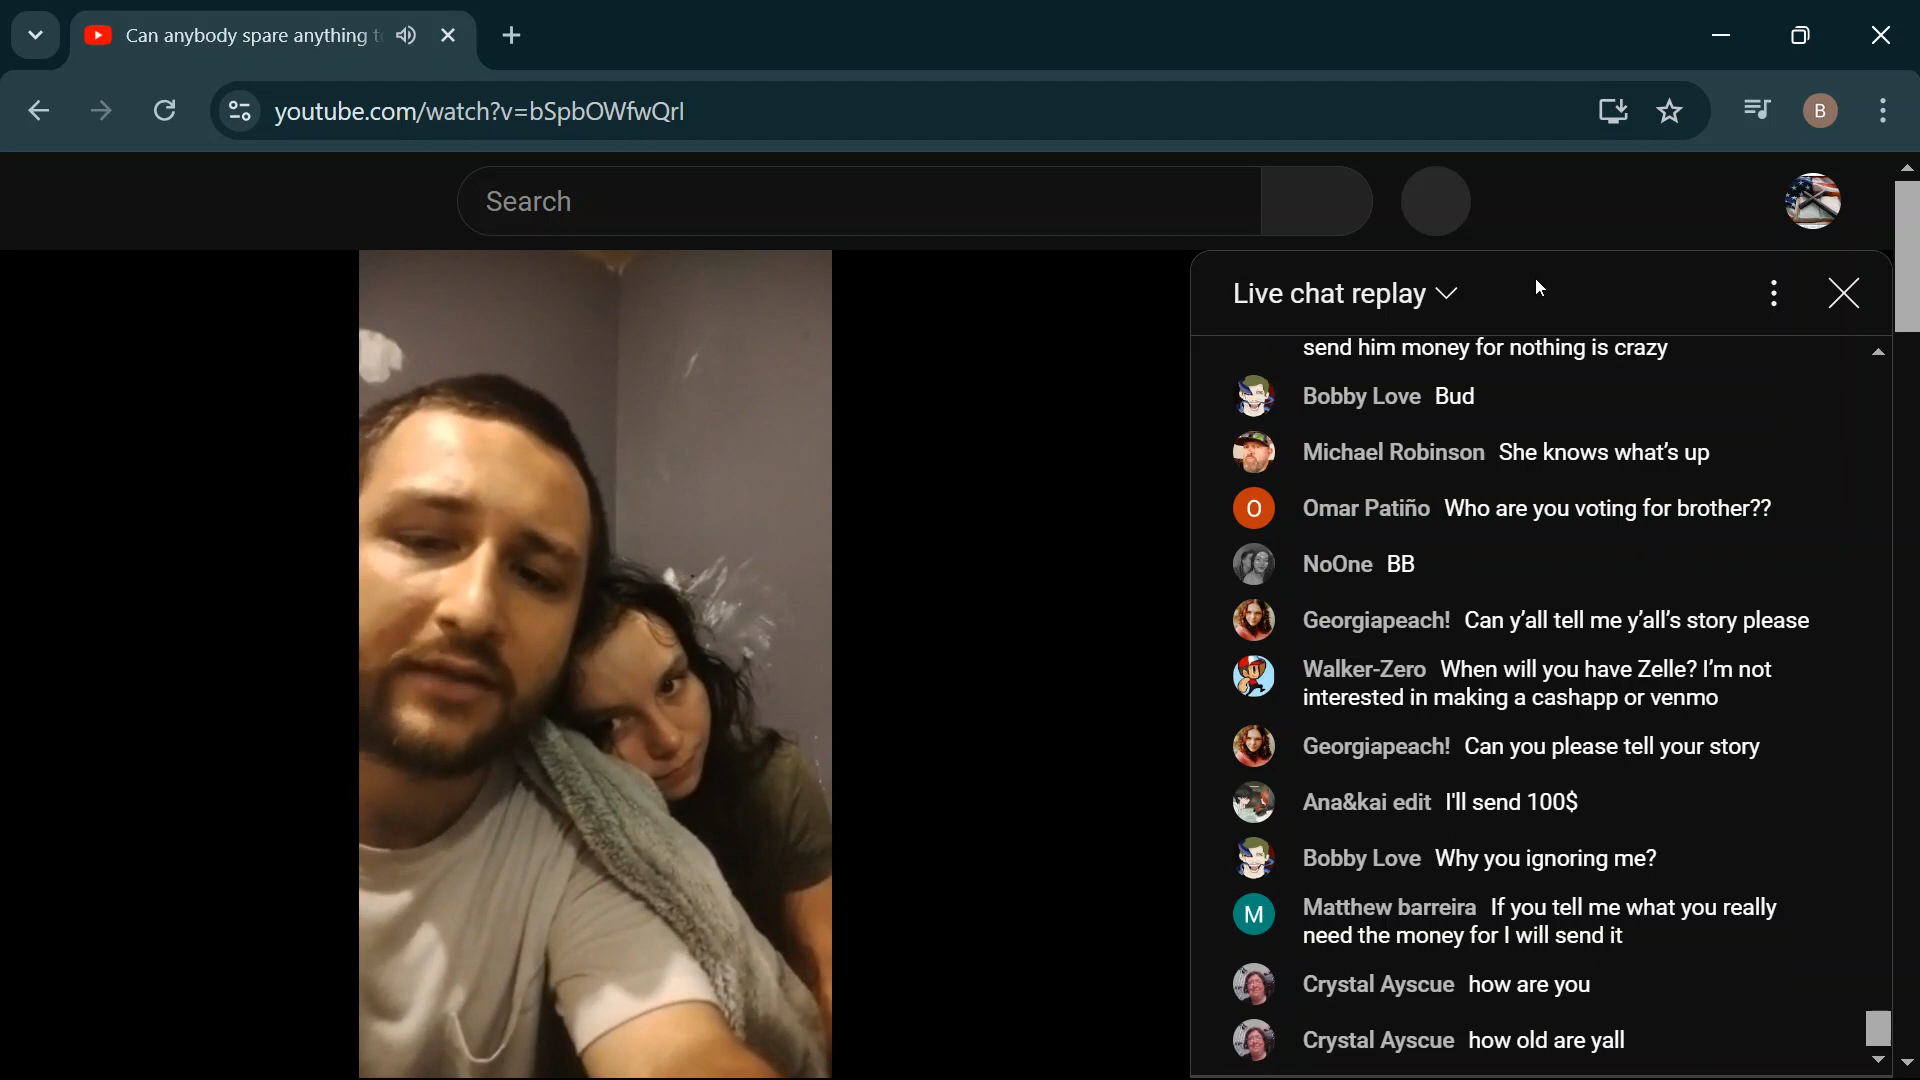 Can anybody spare anything t
youtube.com/watch?v=bSpbOWfwQrI
B
Search
Live chat replay
send him money for nothing is crazy
Bobby Love Bud
Michael Robinson She knows what's up
O
Omar Patiño Who are you voting for brother??
NoOne BB
Georgiapeach! Can y'all tell me y'all's story please
Walker-Zero When will you have Zelle? I'm not
interested in making a cashapp or venmo
Georgiapeach! Can you please tell your story
Ana&kai edit I'll send 100$
Bobby Love Why you ignoring me?
M
Matthew barreira If you tell me what you really
need the money for I will send it
Crystal Ayscue how are you
Crystal Ayscue how old are yall